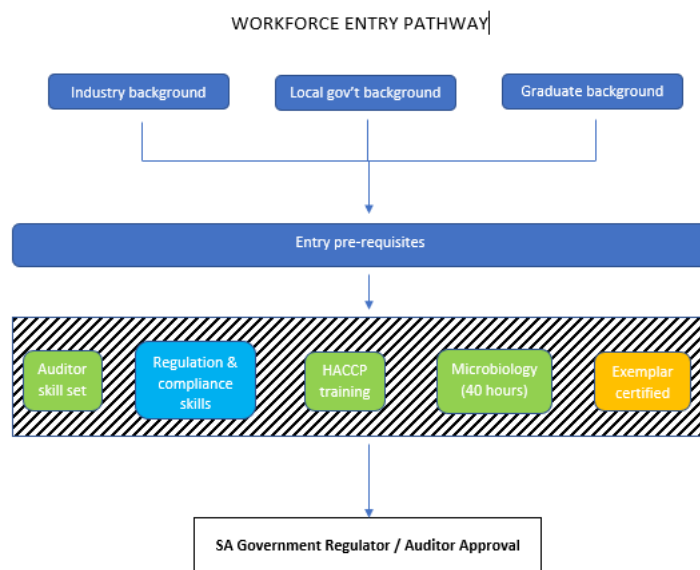 WORKFORCE ENTRY PATHWAY
Industry background
Local gov't background
Graduate background
Entry pre-requisites
Auditor
skill set
Regulation &
compliance
skills
HACCP
training
Microbiology
(40 hours)
Exemplar
certified
SA Government Regulator / Auditor Approval